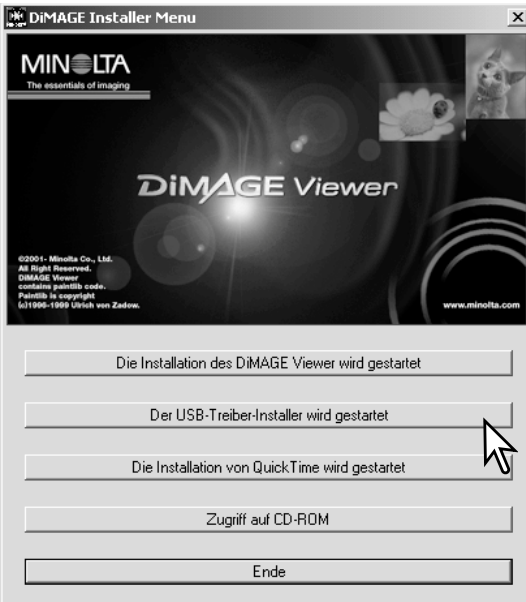 DiMAGE Installer Menu
MINOLTA
The essentials of imaging
DiMAGE Viewer
©2001- Minolta Co., Ltd.
All Right Reserved.
DiMAGE Viewer
contains paintlib code.
Paintlib is copyright
(c)1996-1999 Ulrich von Zadow.
www.minolta.com
Die Installation des DiMAGE Viewer wird gestartet
Der USB-Treiber-Installer wird gestartet
Die Installation von QuickTime wird gestartet
Zugriff auf CD-ROM
Ende